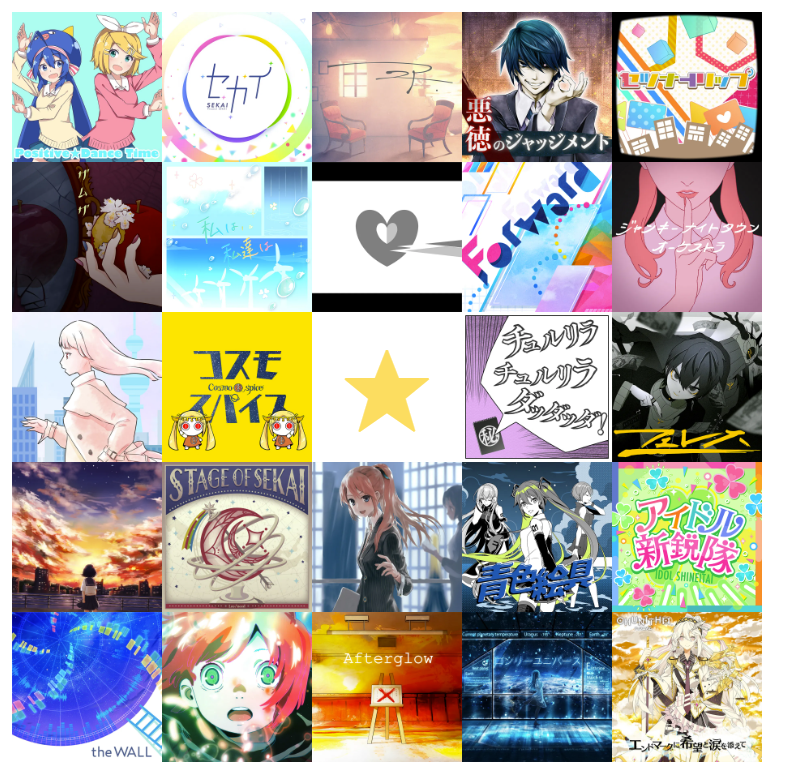 Positive☆Dance Time
セカイ
SEKAI
悪徳のジャッジメント
セツナトリップ
私は、
私達は
Forward
ジャンキーナイトタウン
オーケストラ
コスモ
Cosmo
spice
スパイス
チュルリラ
チュルリラ
ダッダッダ!
秘
フェレス
STAGE OF SEKAI
青色絵具
アイドル
新鋭隊
IDOL SHINEITAI
the WALL
Afterglow
ロンリーユニバース
エンドマークに希望と涙を添えて